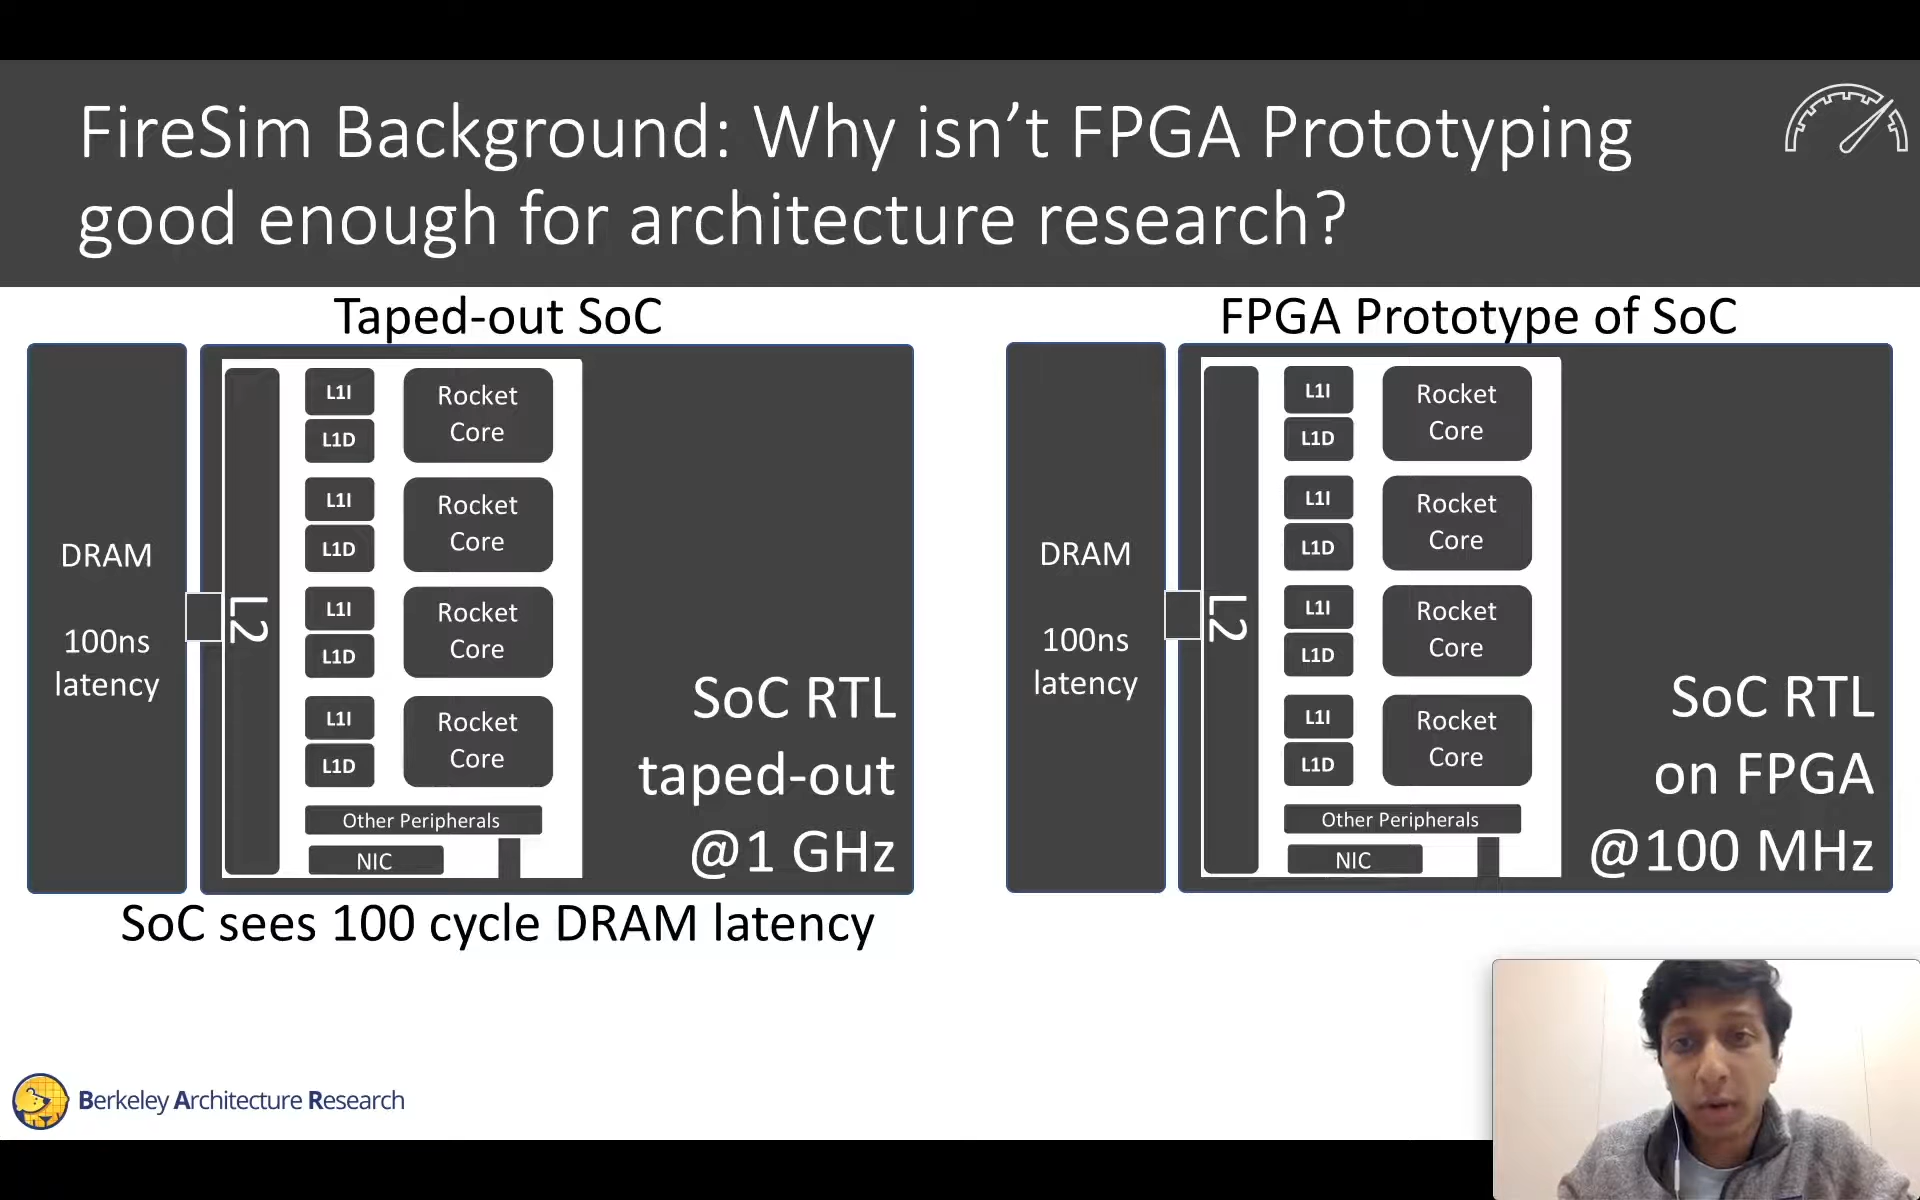 FireSim Background: Why isn't FPGA Prototyping
good enough for architecture research?
Taped-out SoC
DRAM
100ns
latency
L2
L1I
L1D
Rocket
Core
L1I
L1D
Rocket
Core
L1I
L1D
Rocket
Core
L1I
L1D
Rocket
Core
Other Peripherals
NIC
SoC RTL
taped-out
@1 GHz
SoC sees 100 cycle DRAM latency
FPGA Prototype of SoC
DRAM
100ns
latency
L2
L1I
L1D
Rocket
Core
L1I
L1D
Rocket
Core
L1I
L1D
Rocket
Core
L1I
L1D
Rocket
Core
Other Peripherals
NIC
SoC RTL
on FPGA
@100 MHz
Berkeley Architecture Research